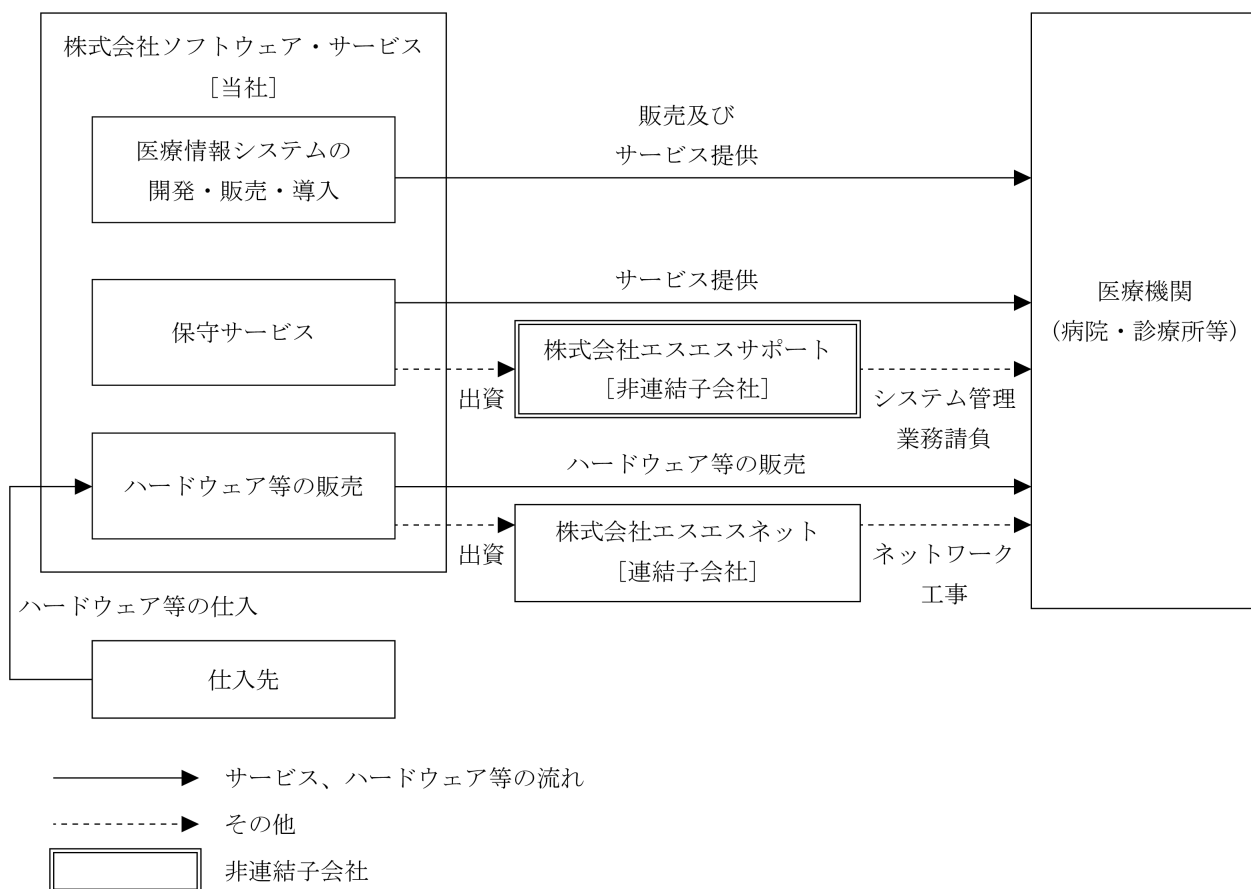 株式会社ソフトウェア・サービス
［当社］
医療情報システムの
開発・販売・導入
販売及び
サービス提供
保守サービス
サービス提供
株式会社エスエスサポート
［非連結子会社］
出資
システム管理
業務請負
医療機関
（病院・診療所等）
ハードウェア等の販売
ハードウェア等の販売
株式会社エスエスネット
［連結子会社］
出資
ネットワーク
工事
ハードウェア等の仕入
仕入先
サービス、ハードウェア等の流れ
その他
非連結子会社